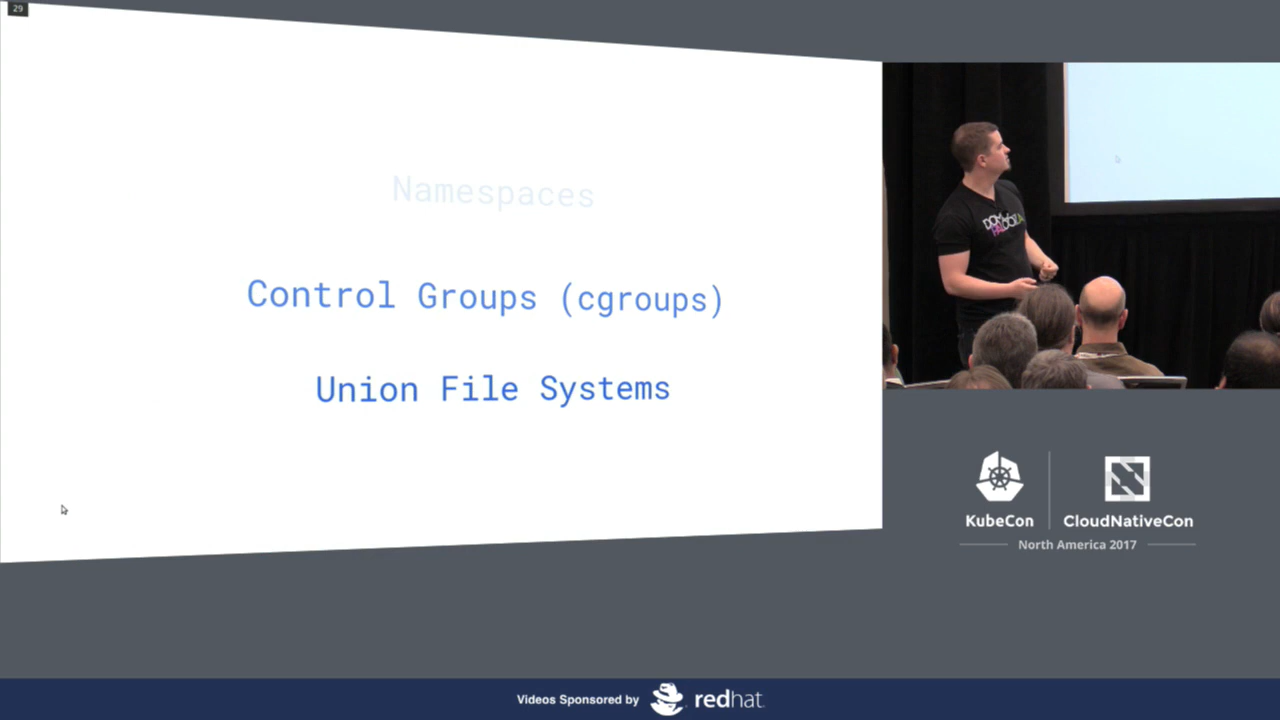 29
Namespaces
Control Groups (cgroups)
Union File Systems
KubeCon
CloudNativeCon
North America 2017
Videos Sponsored by
redhat